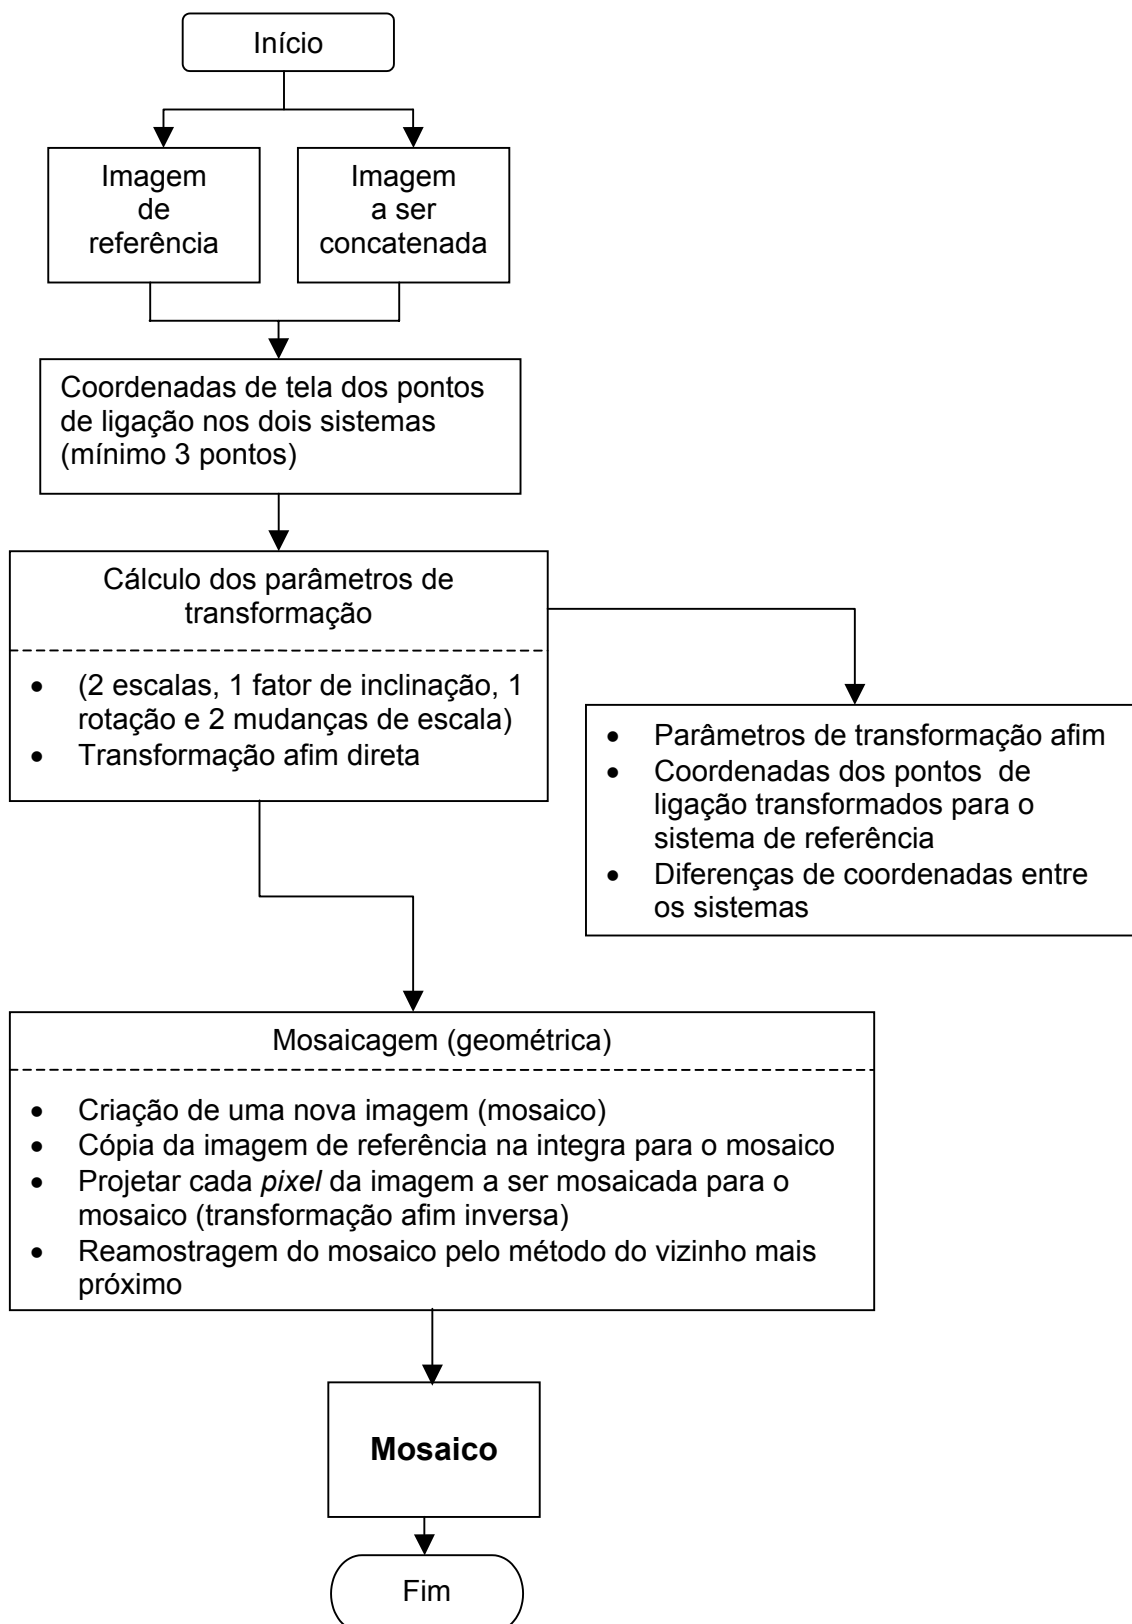 Início
Imagem
de
referência
Imagem
a ser
concatenada
Coordenadas de tela dos pontos
de ligação nos dois sistemas
(mínimo 3 pontos)
Cálculo dos parâmetros de
transformação
• (2 escalas, 1 fator de inclinação, 1
rotação e 2 mudanças de escala)
• Transformação afim direta
• Parâmetros de transformação afim
• Coordenadas dos pontos de
ligação transformados para o
sistema de referência
• Diferenças de coordenadas entre
os sistemas
Mosaicagem (geométrica)
• Criação de uma nova imagem (mosaico)
• Cópia da imagem de referência na integra para o mosaico
• Projetar cada pixel da imagem a ser mosaicada para o
mosaico (transformação afim inversa)
• Reamostragem do mosaico pelo método do vizinho mais
próximo
Mosaico
Fim